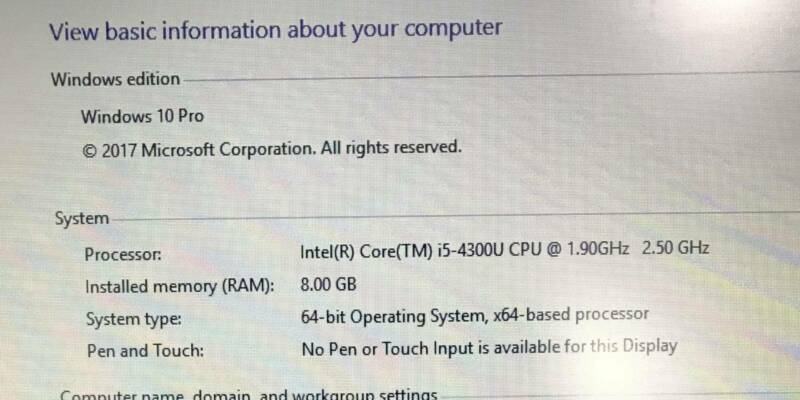 View basic information about your computer
Windows edition
Windows 10 Pro
© 2017 Microsoft Corporation. All rights reserved.
System
Processor: Intel(R) Core(TM) i5-4300U CPU @ 1.90GHz 2.50 GHz
Installed memory (RAM): 8.00 GB
System type: 64-bit Operating System, x64-based processor
Pen and Touch: No Pen or Touch Input is available for this Display
Computer name, domain, and workgroup settings